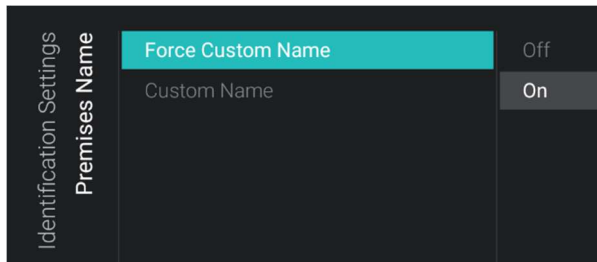 Identification Settings
Premises Name
Force Custom Name
Off
Custom Name
On